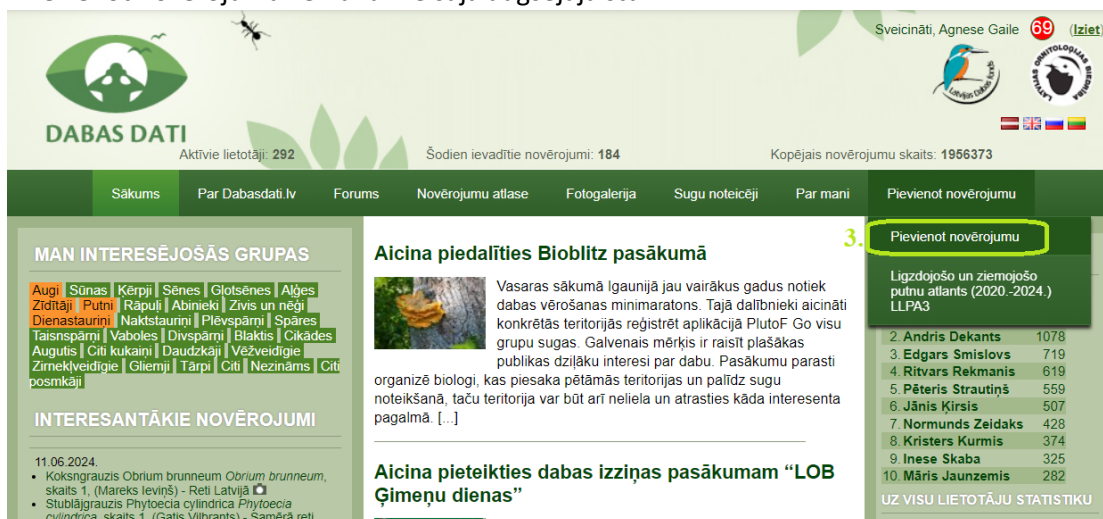 Sveicināti, Agnese Gaile 69 (Iziet)
Latvijas Dabas fonds
LATVIJAS ORNITOLOĢIJAS BIEDRĪBA
DABAS DATI
Aktīvie lietotāji: 292 Šodien ievadītie novērojumi: 184 Kopējais novērojumu skaits: 1956373
Sākums Par Dabasdati.lv Forums Novērojumu atlase Fotogalerija Sugu noteicēji Par mani Pievienot novērojumu
3. Pievienot novērojumu
Ligzdojošo un ziemojošo
putnu atlants (2020.-2024.)
LLPA3
MAN INTERESĒJOŠĀS GRUPAS
Augi Sūnas Ķērpji Sēnes Gļotsēnes Aļģes
Zīdītāji Putni Rāpuļi Abinieki Zivis un nēģi
Dienastauriņi Naktstauriņi Plēvspārņi Spāres
Taisnspārņi Vaboles Divspārņi Blaktis Cikādes
Augutis Citi kukaiņi Daudzkāji Vēžveidīgie
Zirnekļveidīgie Gliemji Tārpi Citi Nezināms Citi
posmkāji
INTERESANTĀKIE NOVĒROJUMI
11.06.2024.
Koksngrauzis Obrium brunneum Obrium brunneum,
skaits 1, (Mareks Ieviņš) - Reti Latvijā
Stublājgrauzis Phytoecia cylindrica Phytoecia
cylindrica, skaits 1, (Gatis Vilbrants) - Samērā reti
Aicina piedalīties Bioblitz pasākumā
Vasaras sākumā Igaunijā jau vairākus gadus notiek
dabas vērošanas minimaratons. Tajā dalībnieki aicināti
konkrētās teritorijās reģistrēt aplikācijā PlutoF Go visu
grupu sugas. Galvenais mērķis ir raisīt plašākas
publikas dziļāku interesi par dabu. Pasākumu parasti
organizē biologi, kas piesaka pētāmās teritorijas un palīdz sugu
noteikšanā, taču teritorija var būt arī neliela un atrasties kāda interesenta
pagalmā. [...]
Aicina pieteikties dabas izziņas pasākumam “LOB
Ģimeņu dienas”
2. Andris Dekants 1078
3. Edgars Smislovs 719
4. Ritvars Rekmanis 619
5. Pēteris Strautiņš 559
6. Jānis Ķirsis 507
7. Normunds Zeidaks 428
8. Kristers Kurmis 374
9. Inese Skaba 325
10. Māris Jaunzemis 282
UZ VISU LIETOTĀJU STATISTIKU